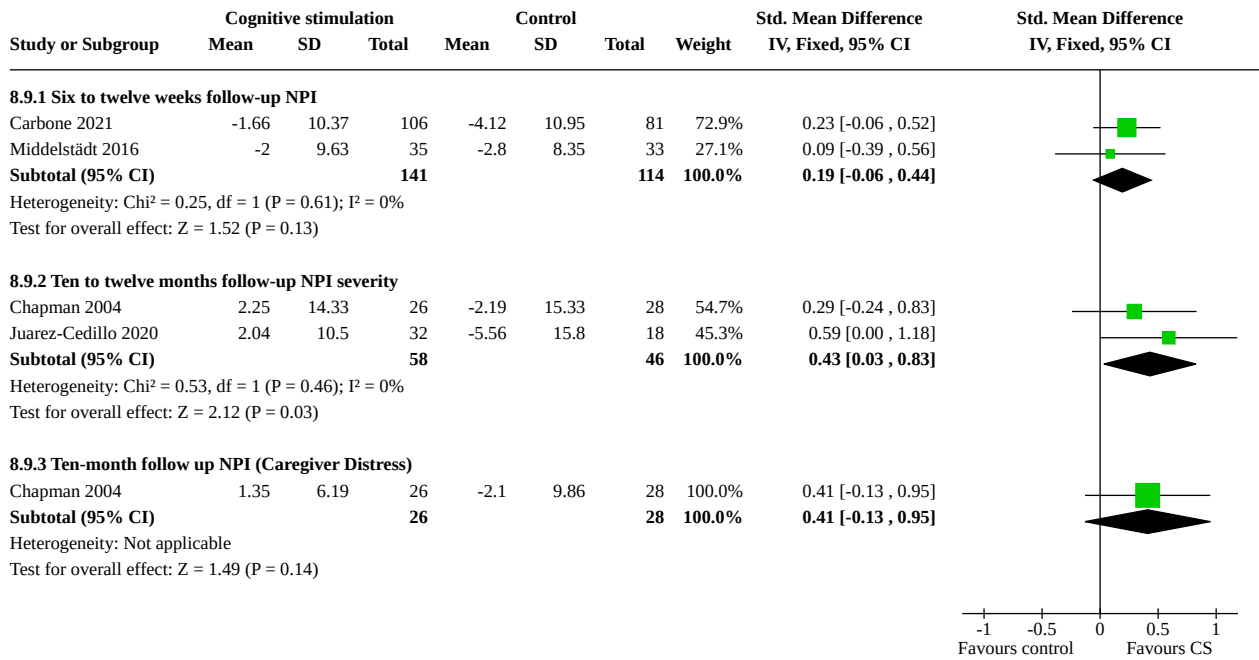 Cognitive stimulation Control Std. Mean Difference Std. Mean Difference
Study or Subgroup Mean SD Total Mean SD Total Weight IV, Fixed, 95% CI IV, Fixed, 95% CI
8.9.1 Six to twelve weeks follow-up NPI
Carbone 2021 -1.66 10.37 106 -4.12 10.95 81 72.9% 0.23 [-0.06 , 0.52]
Middelstädt 2016 -2 9.63 35 -2.8 8.35 33 27.1% 0.09 [-0.39 , 0.56]
Subtotal (95% CI) 141 114 100.0% 0.19 [-0.06 , 0.44]
Heterogeneity: Chi² = 0.25, df = 1 (P = 0.61); I² = 0%
Test for overall effect: Z = 1.52 (P = 0.13)
8.9.2 Ten to twelve months follow-up NPI severity
Chapman 2004 2.25 14.33 26 -2.19 15.33 28 54.7% 0.29 [-0.24 , 0.83]
Juarez-Cedillo 2020 2.04 10.5 32 -5.56 15.8 18 45.3% 0.59 [0.00 , 1.18]
Subtotal (95% CI) 58 46 100.0% 0.43 [0.03 , 0.83]
Heterogeneity: Chi² = 0.53, df = 1 (P = 0.46); I² = 0%
Test for overall effect: Z = 2.12 (P = 0.03)
8.9.3 Ten-month follow up NPI (Caregiver Distress)
Chapman 2004 1.35 6.19 26 -2.1 9.86 28 100.0% 0.41 [-0.13 , 0.95]
Subtotal (95% CI) 26 28 100.0% 0.41 [-0.13 , 0.95]
Heterogeneity: Not applicable
Test for overall effect: Z = 1.49 (P = 0.14)
-1 -0.5 0 0.5 1
Favours control Favours CS